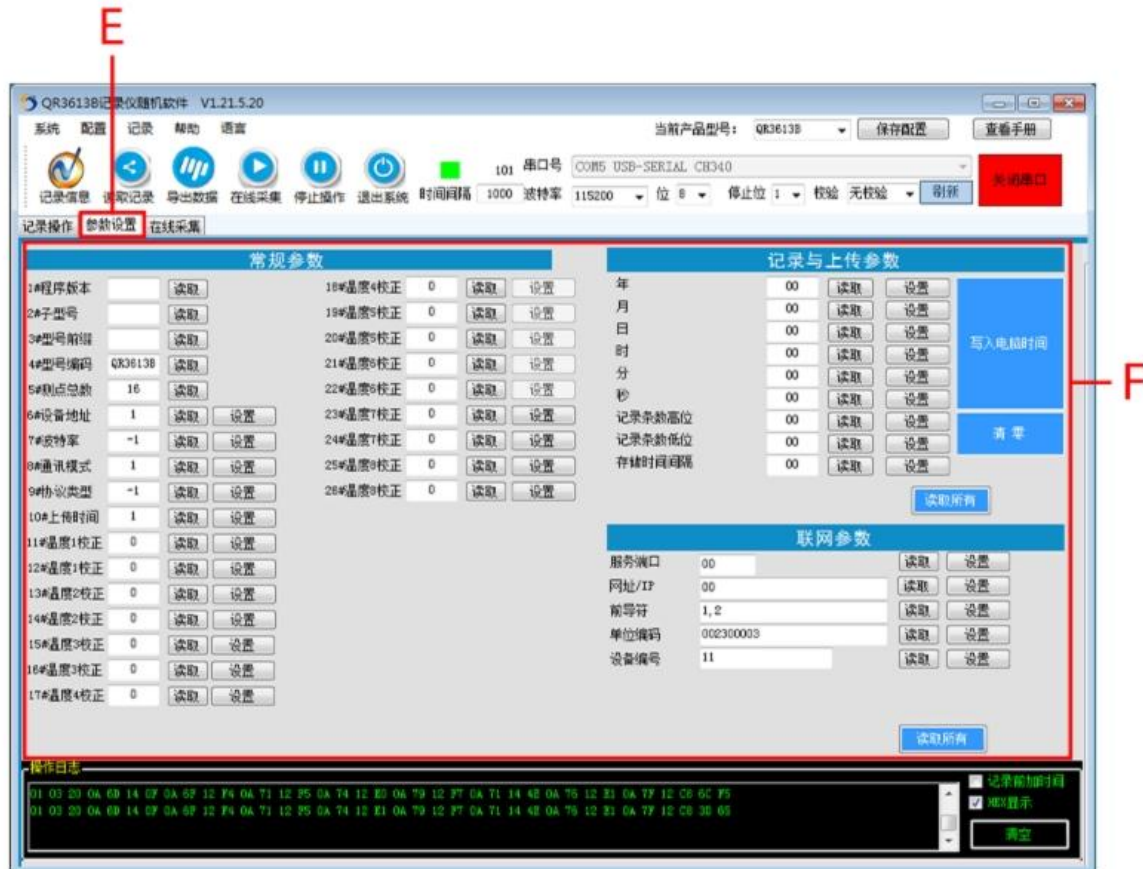 E
QR3613B记录仪随机软件 V1.21.5.20
系统 配置 记录 帮助 语言 当前产品型号： QR3613B 保存配置 查看手册
101 串口号 COM5 USB-SERIAL CH340 关闭串口
记录信息 读取记录 导出数据 在线采集 停止操作 退出系统 时间间隔 1000 波特率 115200 位 8 停止位 1 校验 无校验 刷新
记录操作 参数设置 在线采集
常规参数 记录与上传参数
1#程序版本 读取 18#温度4校正 0 读取 设置 年 00 读取 设置
2#子型号 读取 19#温度5校正 0 读取 设置 月 00 读取 设置
3#型号前缀 读取 20#温度5校正 0 读取 设置 日 00 读取 设置 写入电脑时间
4#型号编码 QR3613B 读取 21#温度6校正 0 读取 设置 时 00 读取 设置
5#测点总数 16 读取 22#温度6校正 0 读取 设置 分 00 读取 设置
6#设备地址 1 读取 设置 23#温度7校正 0 读取 设置 秒 00 读取 设置
7#波特率 -1 读取 设置 24#温度7校正 0 读取 设置 记录条数高位 00 读取 设置 清零
8#通讯模式 1 读取 设置 25#温度8校正 0 读取 设置 记录条数低位 00 读取 设置
9#协议类型 -1 读取 设置 26#温度8校正 0 读取 设置 存储时间间隔 00 读取 设置
10#上传时间 1 读取 设置 读取所有
11#温度1校正 0 读取 设置 联网参数
12#温度1校正 0 读取 设置 服务端口 00 读取 设置
13#温度2校正 0 读取 设置 网址/IP 00 读取 设置
14#温度2校正 0 读取 设置 前导符 1,2 读取 设置
15#温度3校正 0 读取 设置 单位编码 002300003 读取 设置
16#温度3校正 0 读取 设置 设备编号 11 读取 设置
17#温度4校正 0 读取 设置
读取所有
F
操作日志
记录前加时间
HEX显示
清空